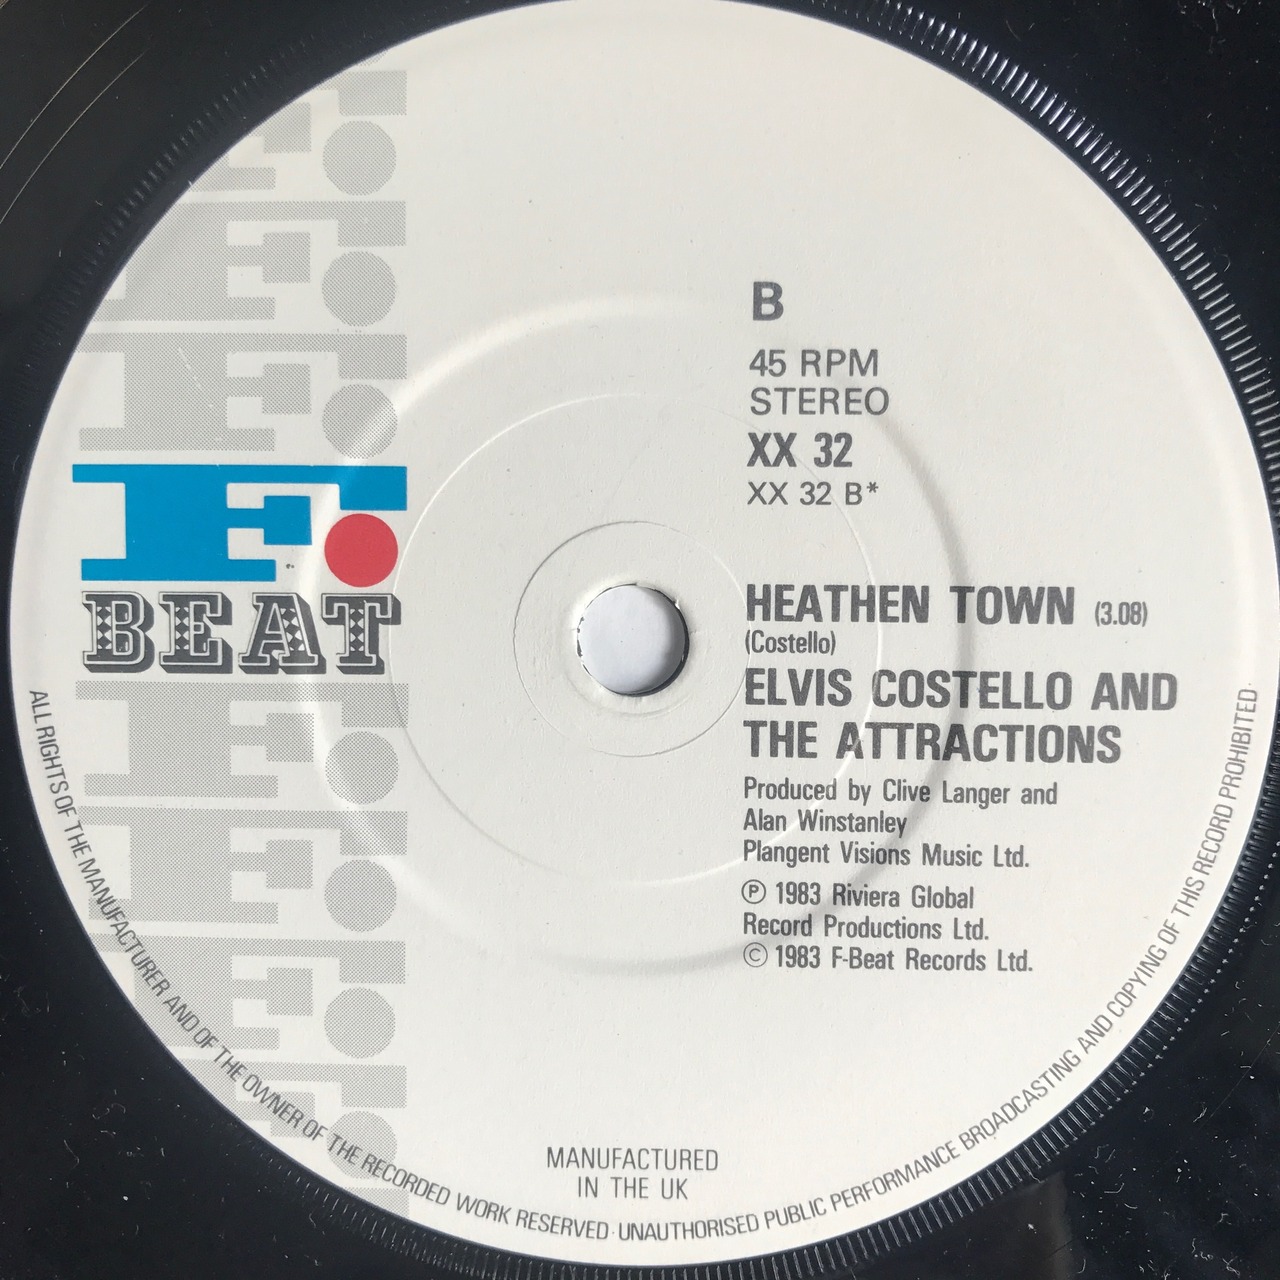 F.
BEAT
B
45 RPM
STEREO
XX 32
XX 32 B*
HEATHEN TOWN (3.08)
(Costello)
ELVIS COSTELLO AND
THE ATTRACTIONS
Produced by Clive Langer and
Alan Winstanley
Plangent Visions Music Ltd.
℗ 1983 Riviera Global
Record Productions Ltd.
© 1983 F-Beat Records Ltd.
MANUFACTURED
IN THE UK
ALL RIGHTS OF THE MANUFACTURER AND OF THE OWNER OF THE RECORDED WORK RESERVED·UNAUTHORISED PUBLIC PERFORMANCE BROADCASTING AND COPYING OF THIS RECORD PROHIBITED·